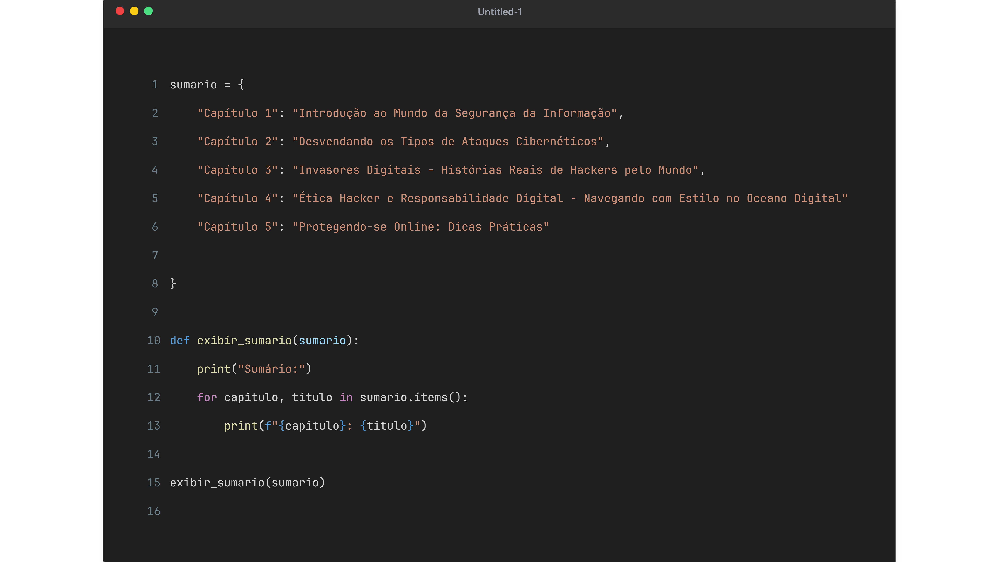 Untitled-1
1 sumario = {
2     "Capítulo 1": "Introdução ao Mundo da Segurança da Informação",
3     "Capítulo 2": "Desvendando os Tipos de Ataques Cibernéticos",
4     "Capítulo 3": "Invasores Digitais - Histórias Reais de Hackers pelo Mundo",
5     "Capítulo 4": "Ética Hacker e Responsabilidade Digital - Navegando com Estilo no Oceano Digital"
6     "Capítulo 5": "Protegendo-se Online: Dicas Práticas"
7
8 }
9
10 def exibir_sumario(sumario):
11     print("Sumário:")
12     for capitulo, titulo in sumario.items():
13         print(f"{capitulo}: {titulo}")
14
15 exibir_sumario(sumario)
16